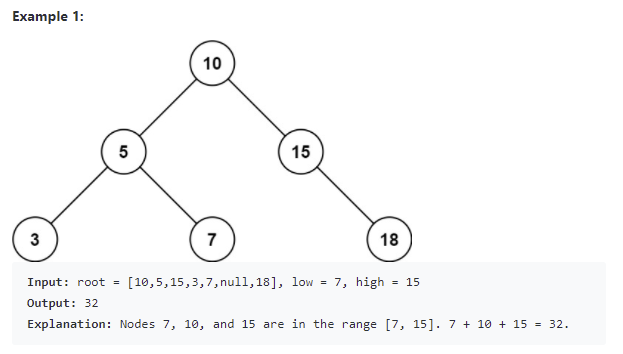 Example 1:
10
5
15
3
7
18
Input: root = [10,5,15,3,7,null,18], low = 7, high = 15
Output: 32
Explanation: Nodes 7, 10, and 15 are in the range [7, 15]. 7 + 10 + 15 = 32.